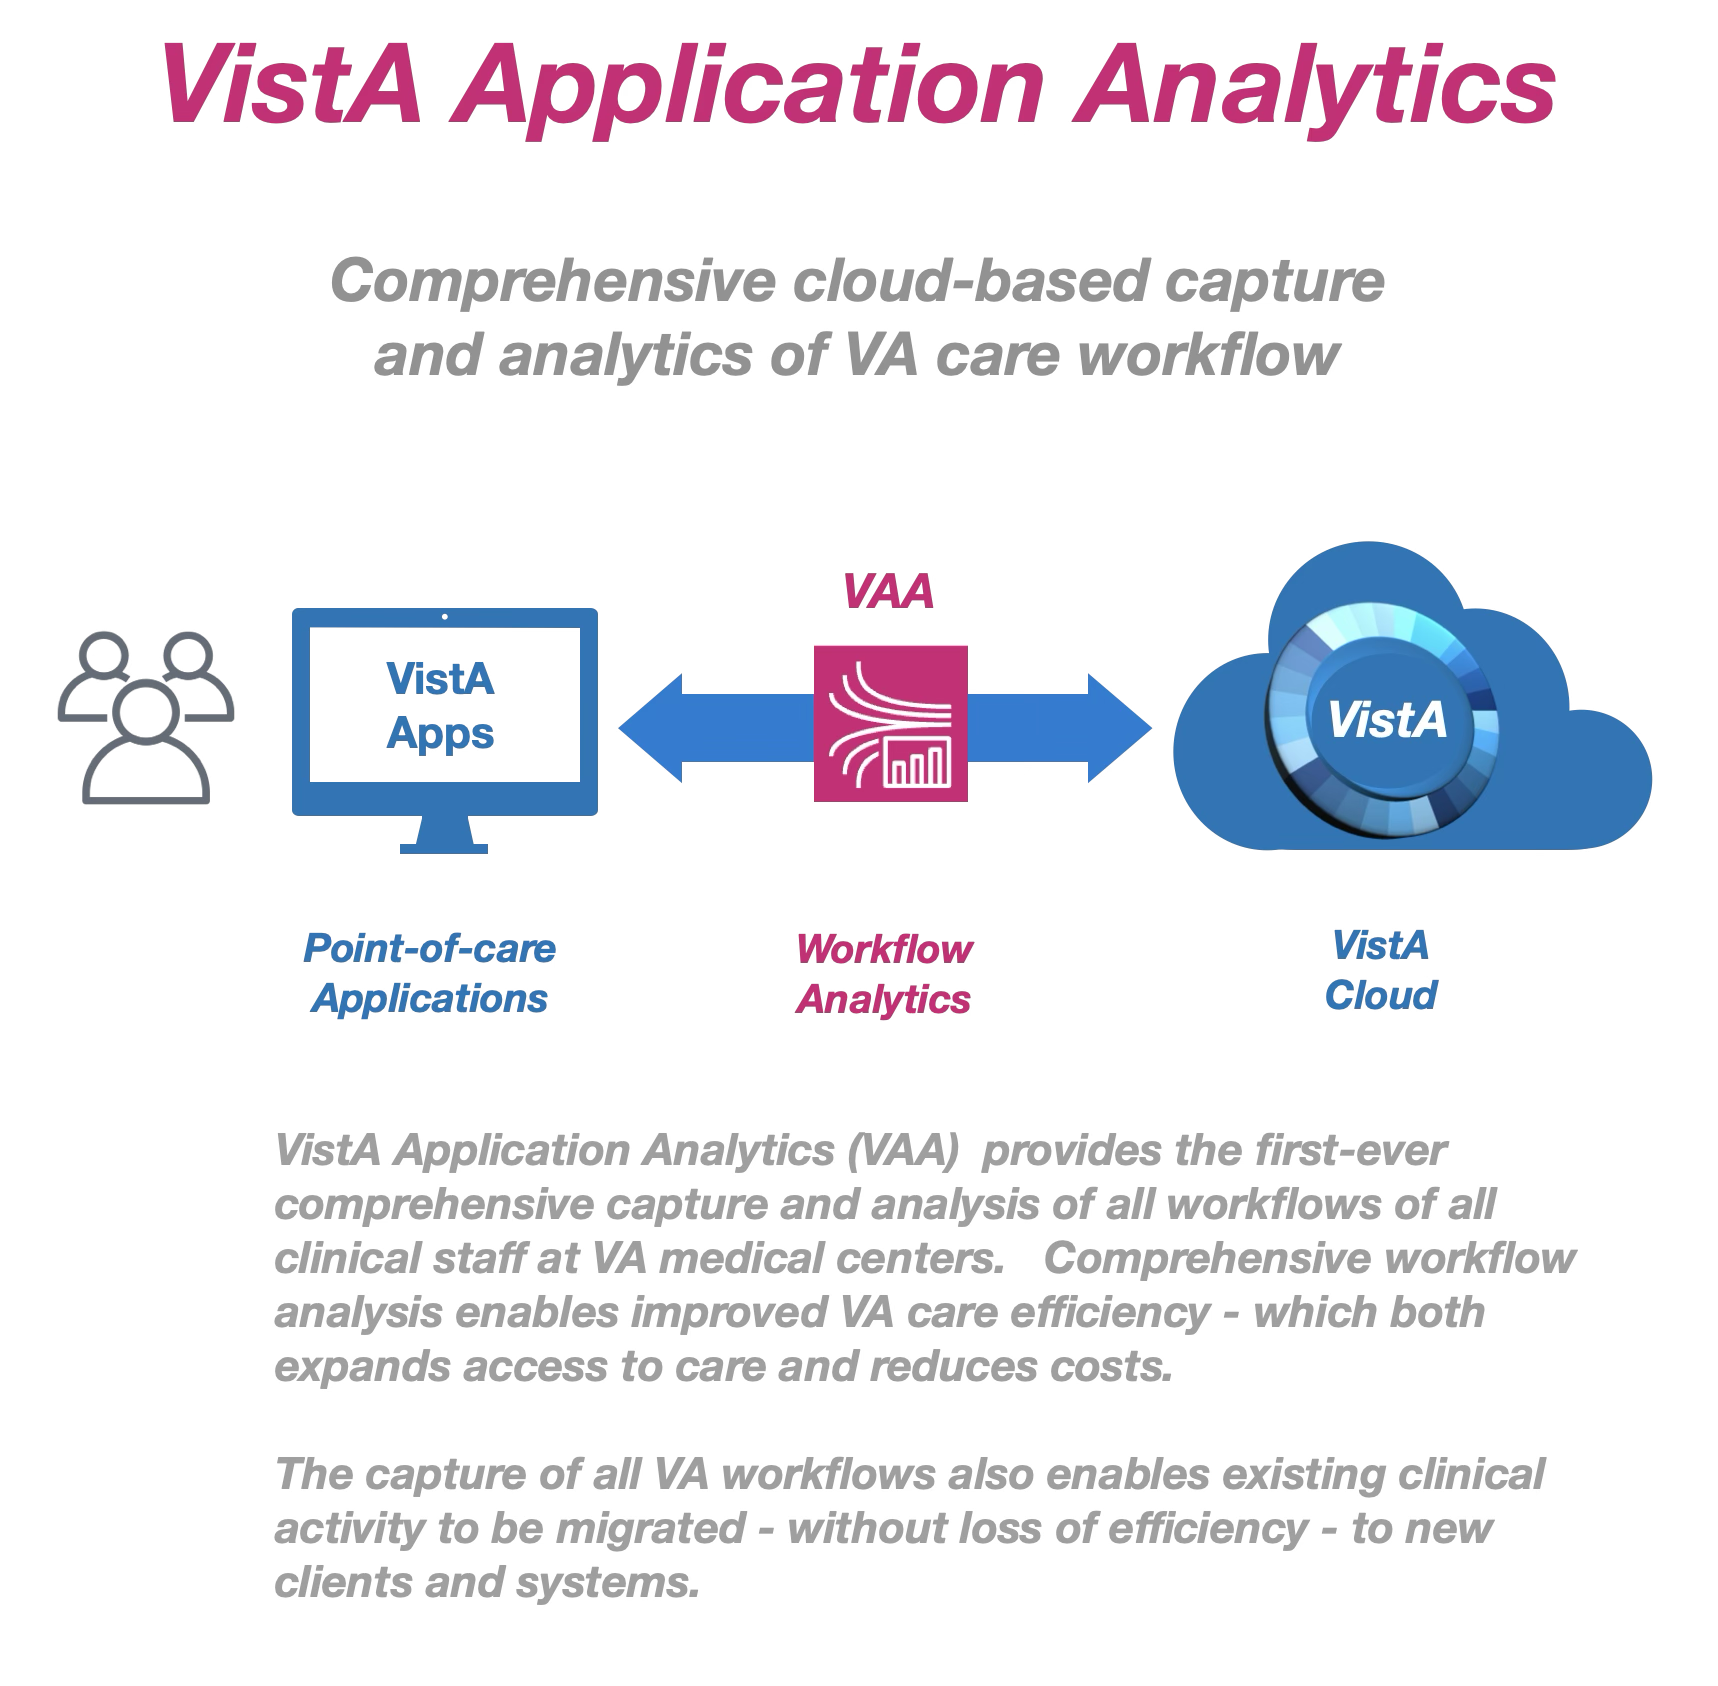 VistA Application Analytics
Comprehensive cloud-based capture
and analytics of VA care workflow
VAA
VistA
Apps
VistA
Point-of-care
Applications
Workflow
Analytics
VistA
Cloud
VistA Application Analytics (VAA)  provides the first-ever
comprehensive capture and analysis of all workflows of all
clinical staff at VA medical centers.   Comprehensive workflow
analysis enables improved VA care efficiency - which both
expands access to care and reduces costs.
The capture of all VA workflows also enables existing clinical
activity to be migrated - without loss of efficiency - to new
clients and systems.